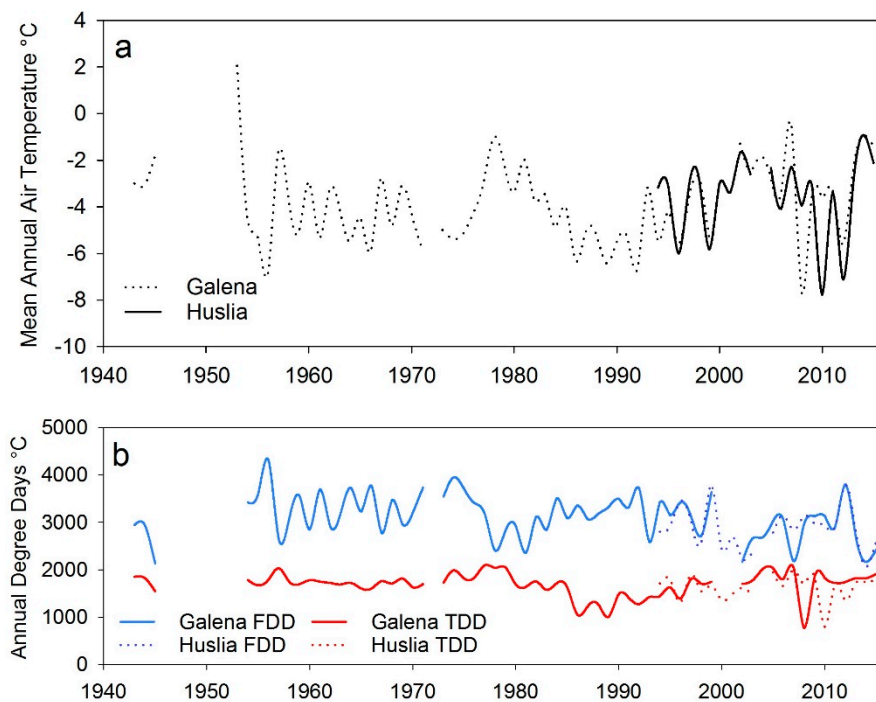 a
Mean Annual Air Temperature °C
4
2
0
-2
-4
-6
-8
-10
Galena
Huslia
1940 1950 1960 1970 1980 1990 2000 2010
b
Annual Degree Days °C
5000
4000
3000
2000
1000
0
Galena FDD Galena TDD
Huslia FDD Huslia TDD
1940 1950 1960 1970 1980 1990 2000 2010